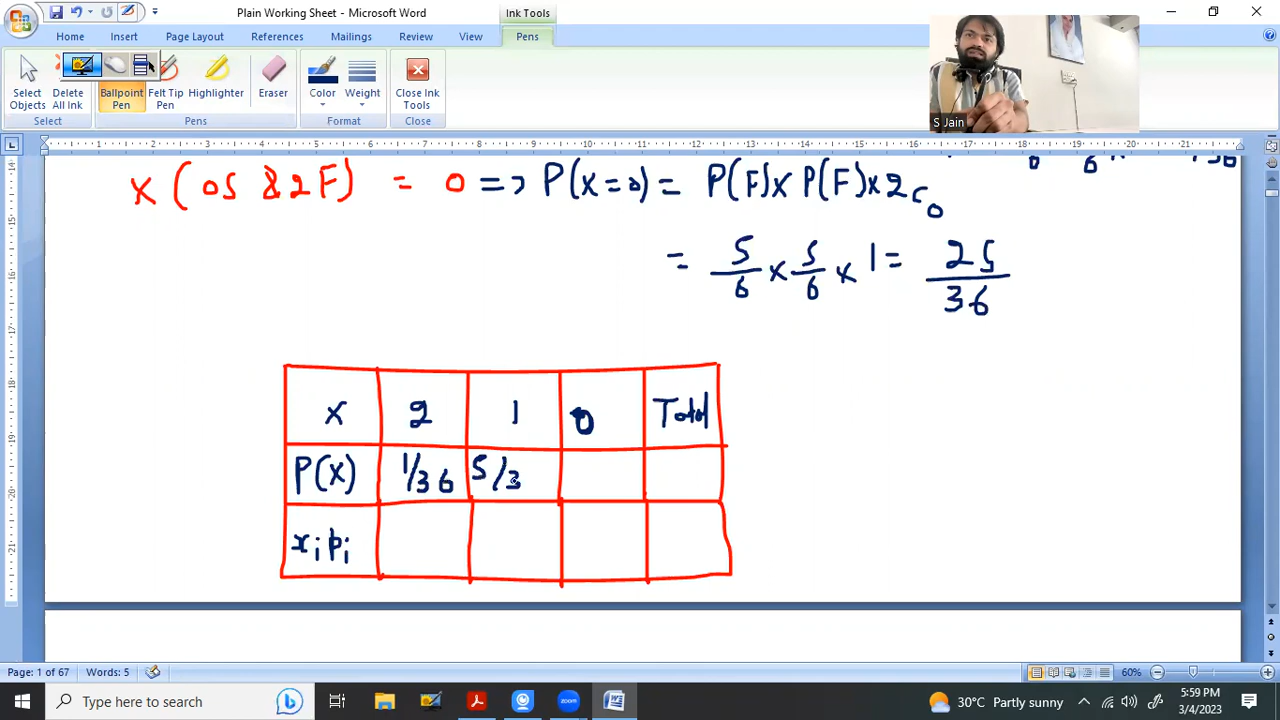 Plain Working Sheet - Microsoft Word
Ink Tools
Home
Insert
Page Layout
References
Mailings
Review
View
Pens
Select Objects
Delete All Ink
Ballpoint Pen
Felt Tip Pen
Highlighter
Eraser
Color
Weight
Close Ink Tools
Select
Pens
Format
Close
S Jain
x (0S & 2F) = 0 => P(X=0) = P(F) x P(F) x 2c0
= 5/6 x 5/6 x 1 = 25/36
X 2 1 0 Total
P(X) 1/36 5/3
xipi
Page: 1 of 67
Words: 5
60%
Type here to search
30°C Partly sunny
5:59 PM
3/4/2023